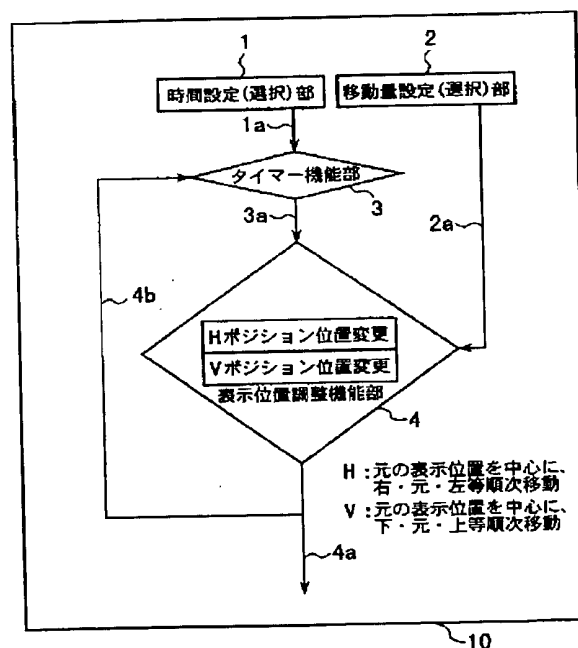 1
2
時間設定(選択)部
移動量設定(選択)部
1a
タイマー機能部
3
3a
2a
4b
Hポジション位置変更
Vポジション位置変更
表示位置調整機能部
4
H:元の表示位置を中心に、
右・元・左等順次移動
V:元の表示位置を中心に、
下・元・上等順次移動
4a
10